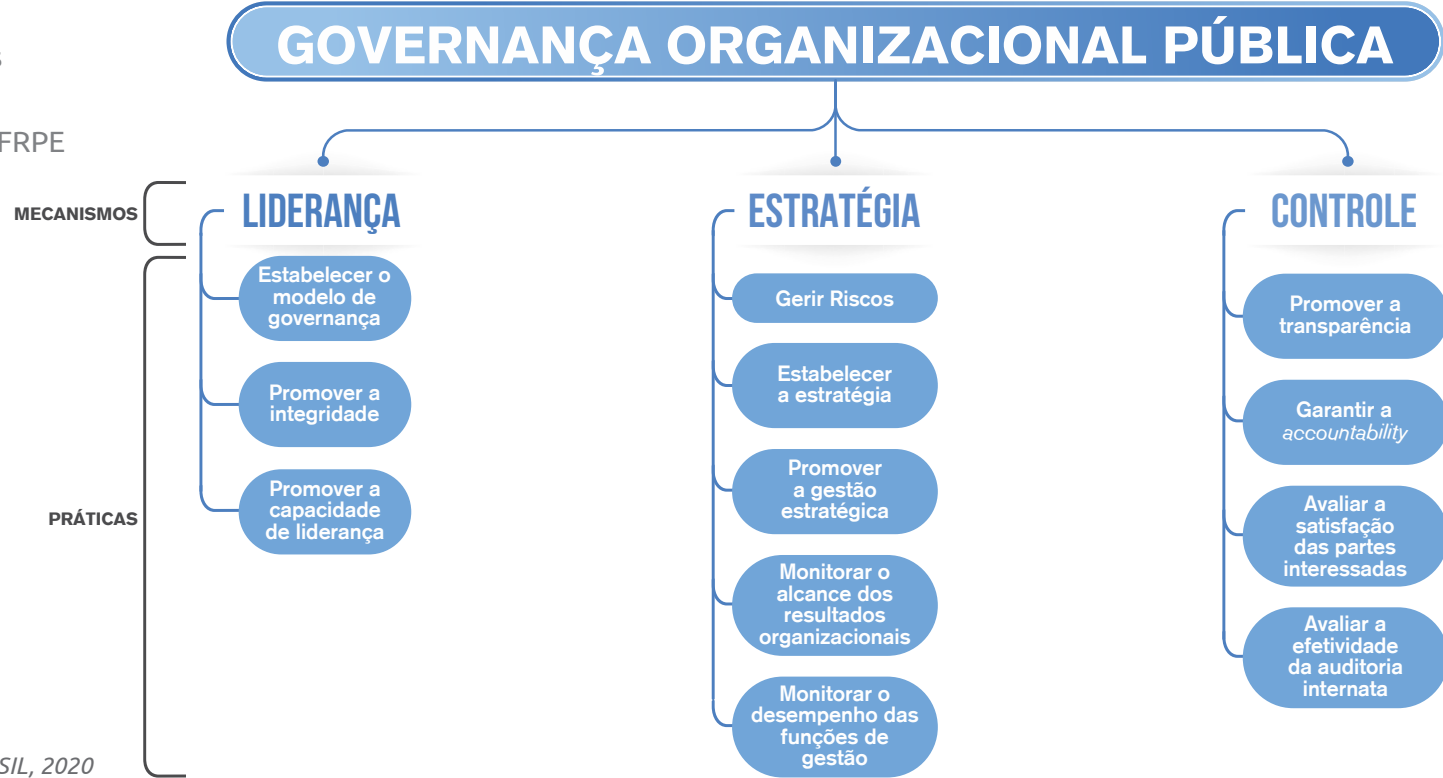 GOVERNANÇA ORGANIZACIONAL PÚBLICA
FRPE
MECANISMOS
LIDERANÇA
Estabelecer o
modelo de
governança
Promover a
integridade
Promover a
capacidade
de liderança
PRÁTICAS
ESTRATÉGIA
Gerir Riscos
Estabelecer
a estratégia
Promover
a gestão
estratégica
Monitorar o
alcance dos
resultados
organizacionais
Monitorar o
desempenho das
funções de
gestão
CONTROLE
Promover a
transparência
Garantir a
accountability
Avaliar a
satisfação
das partes
interessadas
Avaliar a
efetividade
da auditoria
internata
SIL, 2020